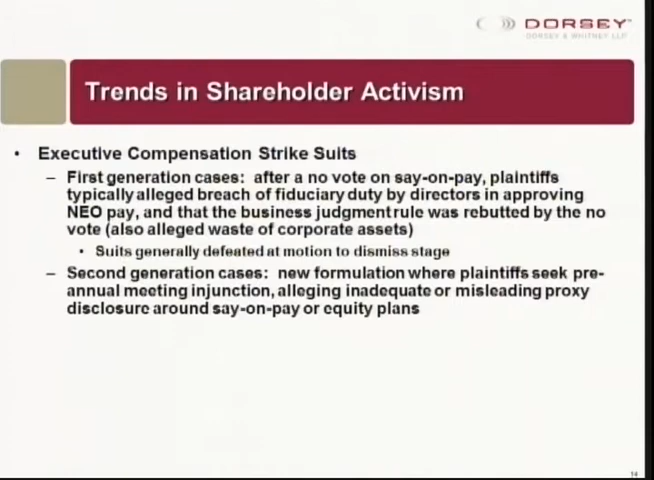 DORSEY™
DORSEY & WHITNEY LLP
Trends in Shareholder Activism
• Executive Compensation Strike Suits
– First generation cases: after a no vote on say-on-pay, plaintiffs
typically alleged breach of fiduciary duty by directors in approving
NEO pay, and that the business judgment rule was rebutted by the no
vote (also alleged waste of corporate assets)
• Suits generally defeated at motion to dismiss stage
– Second generation cases: new formulation where plaintiffs seek pre-
annual meeting injunction, alleging inadequate or misleading proxy
disclosure around say-on-pay or equity plans
14